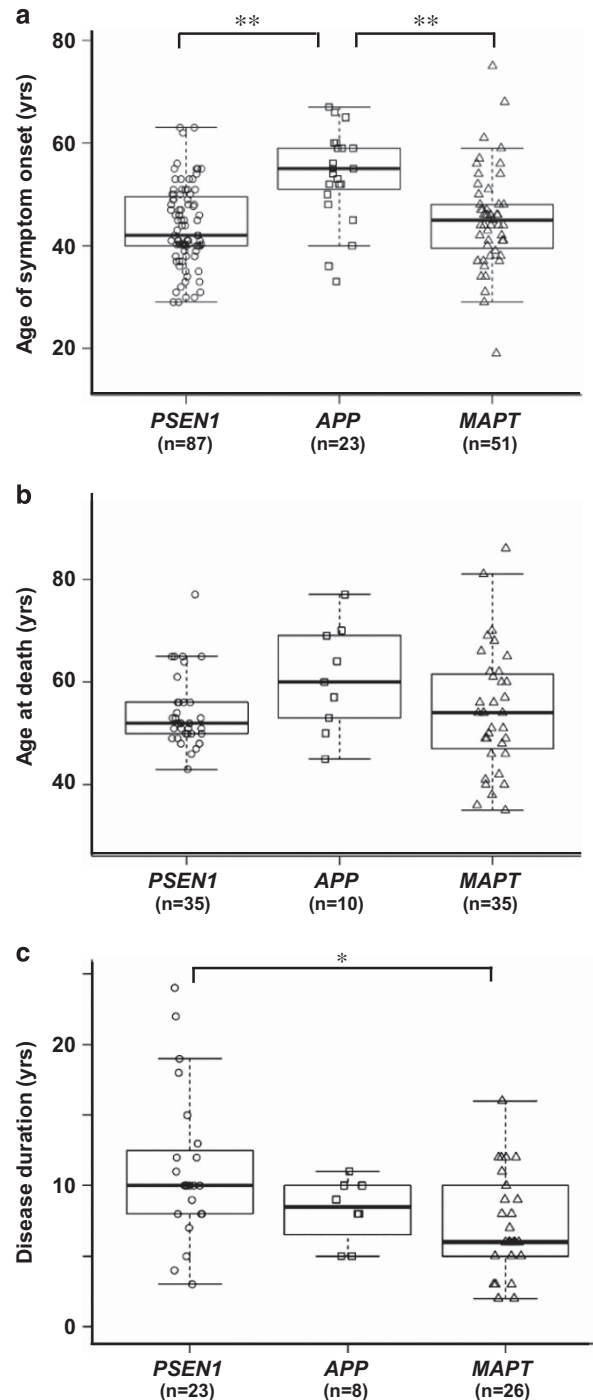 a
** **
80
60
40
20
Age of symptom onset (yrs)
PSEN1 APP MAPT
(n=87) (n=23) (n=51)
b
80
60
40
Age at death (yrs)
PSEN1 APP MAPT
(n=35) (n=10) (n=35)
c
*
20
10
0
Disease duration (yrs)
PSEN1 APP MAPT
(n=23) (n=8) (n=26)